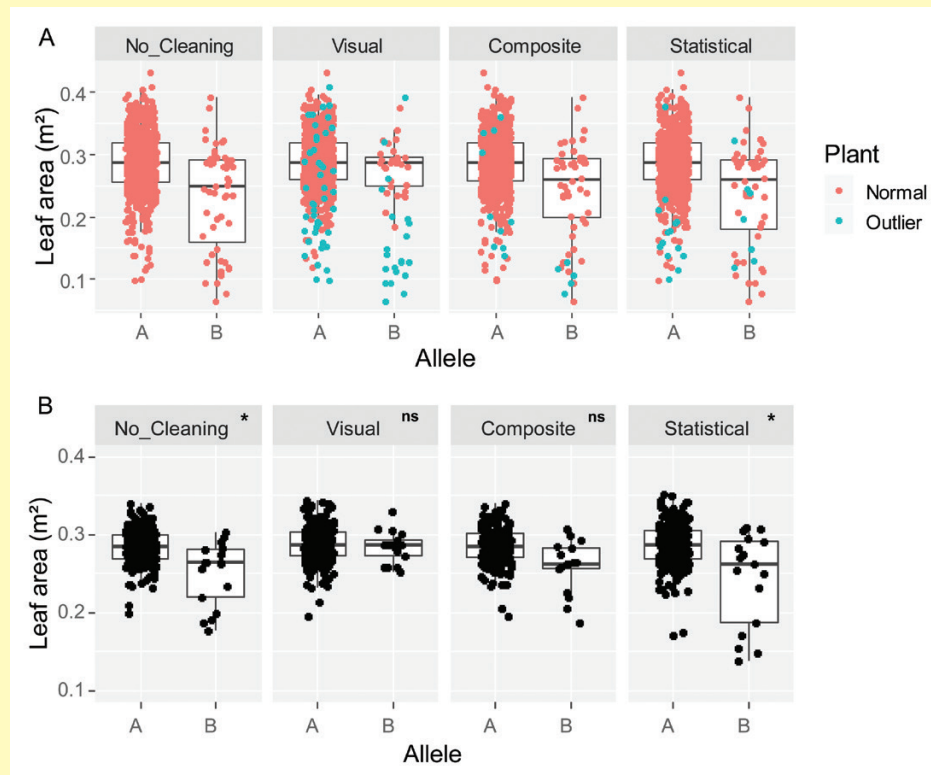 A
No_Cleaning Visual Composite Statistical
Leaf area (m²)
0.4
0.3
0.2
0.1
A B A B A B A B
Allele
Plant
Normal
Outlier
B
No_Cleaning * Visual ns Composite ns Statistical *
Leaf area (m²)
0.4
0.3
0.2
0.1
A B A B A B A B
Allele